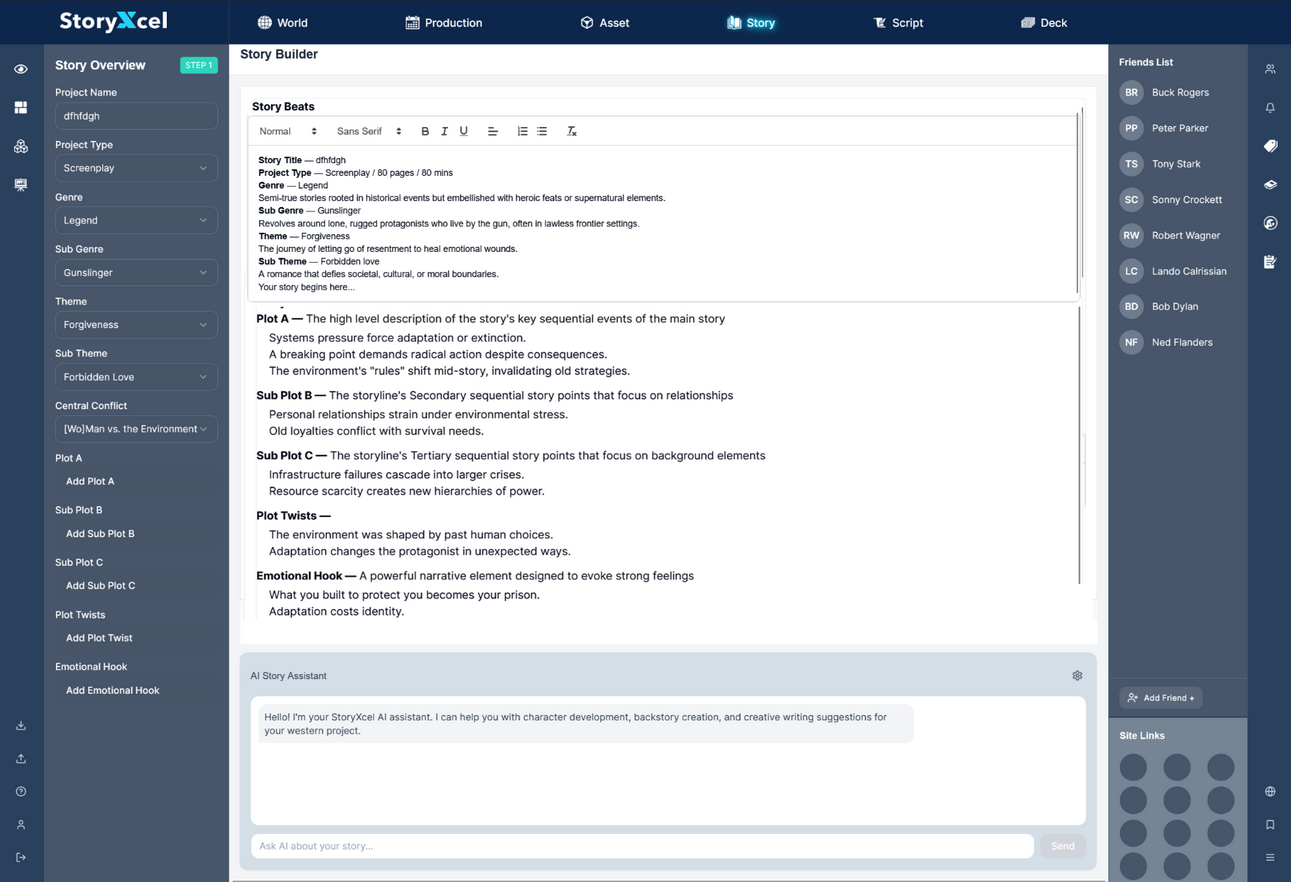 StoryXcel
World
Production
Asset
Story
Script
Deck
Story Overview
STEP 1
Project Name
dfhfdgh
Project Type
Screenplay
Genre
Legend
Sub Genre
Gunslinger
Theme
Forgiveness
Sub Theme
Forbidden Love
Central Conflict
[Wo]Man vs. the Environment
Plot A
Add Plot A
Sub Plot B
Add Sub Plot B
Sub Plot C
Add Sub Plot C
Plot Twists
Add Plot Twist
Emotional Hook
Add Emotional Hook
Story Builder
Story Beats
Normal
Sans Serif
B I U
Story Title — dfhfdgh
Project Type — Screenplay / 80 pages / 80 mins
Genre — Legend
Semi-true stories rooted in historical events but embellished with heroic feats or supernatural elements.
Sub Genre — Gunslinger
Revolves around lone, rugged protagonists who live by the gun, often in lawless frontier settings.
Theme — Forgiveness
The journey of letting go of resentment to heal emotional wounds.
Sub Theme — Forbidden love
A romance that defies societal, cultural, or moral boundaries.
Your story begins here...
Plot A — The high level description of the story's key sequential events of the main story
Systems pressure force adaptation or extinction.
A breaking point demands radical action despite consequences.
The environment's "rules" shift mid-story, invalidating old strategies.
Sub Plot B — The storyline's Secondary sequential story points that focus on relationships
Personal relationships strain under environmental stress.
Old loyalties conflict with survival needs.
Sub Plot C — The storyline's Tertiary sequential story points that focus on background elements
Infrastructure failures cascade into larger crises.
Resource scarcity creates new hierarchies of power.
Plot Twists —
The environment was shaped by past human choices.
Adaptation changes the protagonist in unexpected ways.
Emotional Hook — A powerful narrative element designed to evoke strong feelings
What you built to protect you becomes your prison.
Adaptation costs identity.
AI Story Assistant
Hello! I'm your StoryXcel AI assistant. I can help you with character development, backstory creation, and creative writing suggestions for
your western project.
Ask AI about your story...
Send
Friends List
BR Buck Rogers
PP Peter Parker
TS Tony Stark
SC Sonny Crockett
RW Robert Wagner
LC Lando Calrissian
BD Bob Dylan
NF Ned Flanders
Add Friend +
Site Links